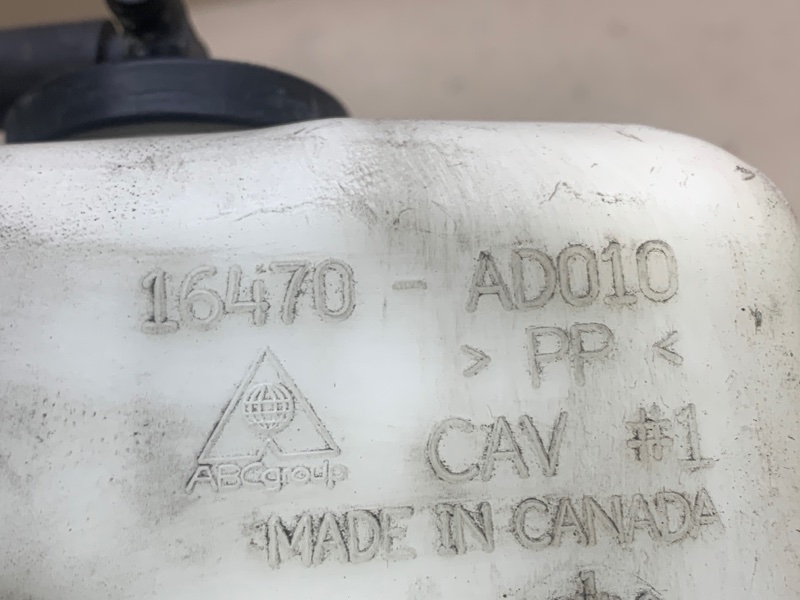 16470 - AD010
> PP <
ABCgroup
CAV #1
MADE IN CANADA